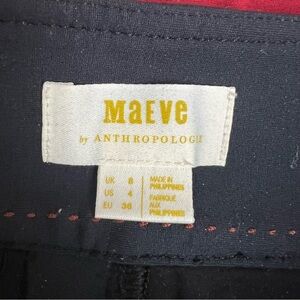 MAEVE
by ANTHROPOLOGIE
UK 8
US 4
EU 36
MADE IN
PHILIPPINES
FABRIQUÉ
AUX
PHILIPPINES